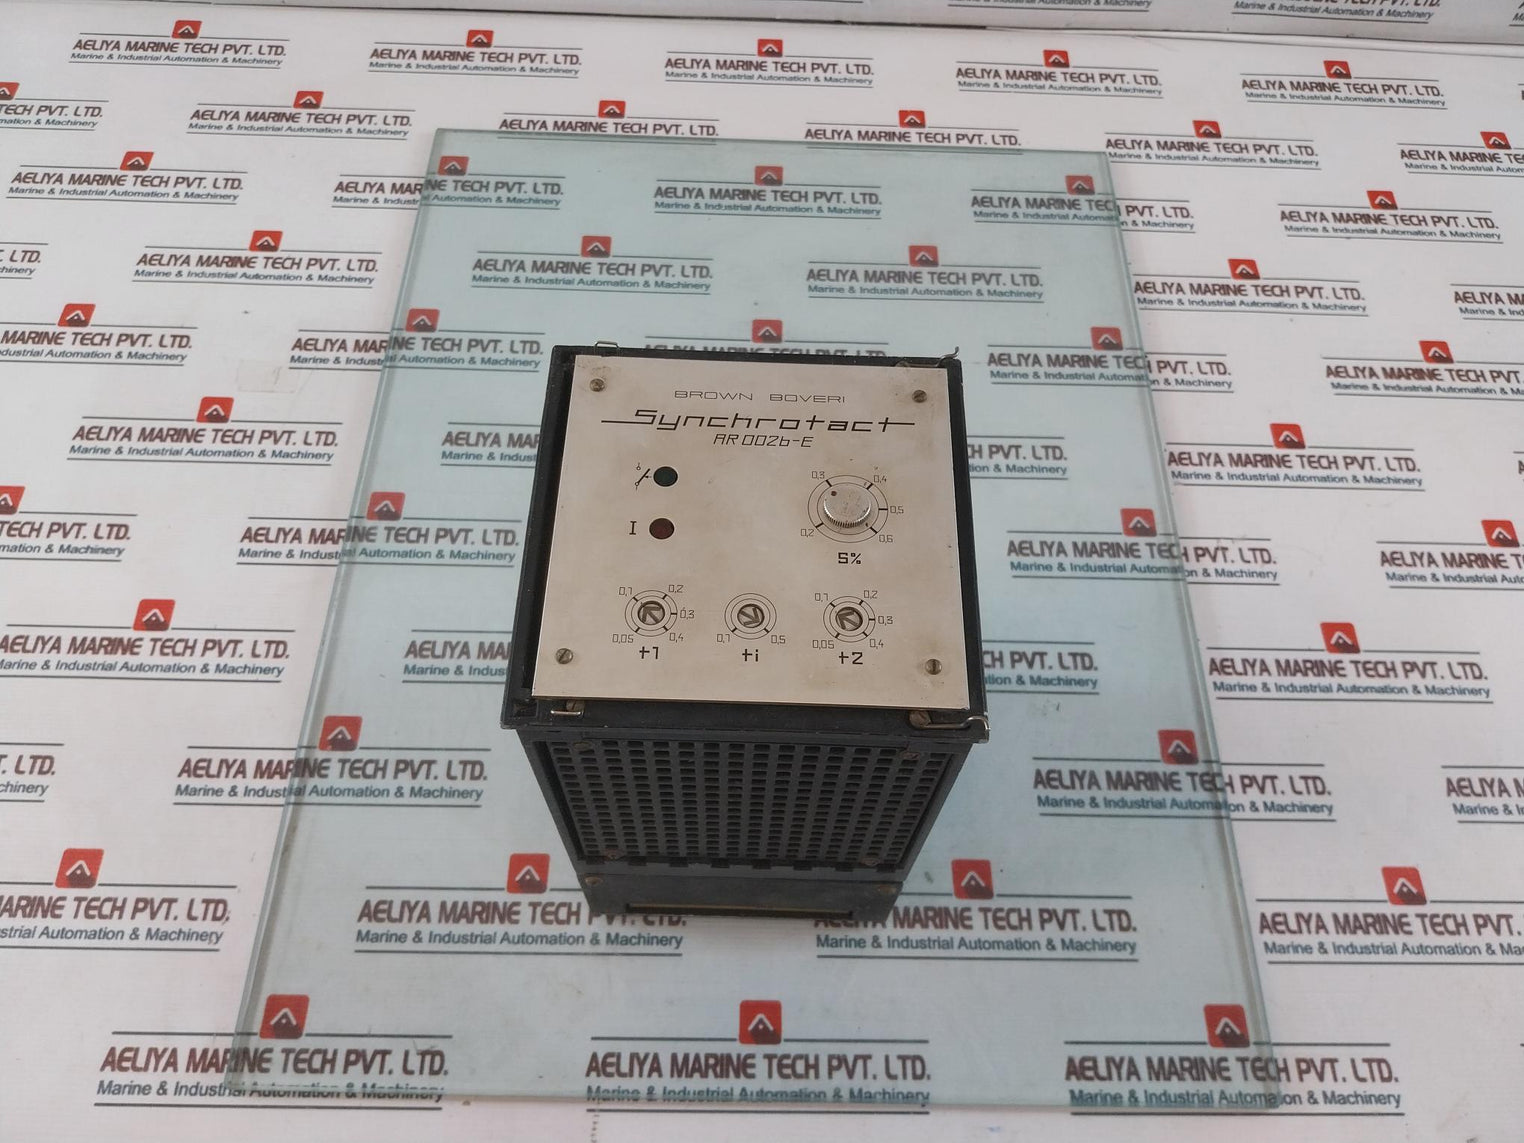 AELIYA MARINE TECH PVT. LTD.
Marine & Industrial Automation & Machinery
BROWN BOVERI
Synchrotact
AR002b-E
I
0,3
0,4
0,5
0,6
0,2
S%
0,1
0,2
0,3
0,4
0,05
t1
0,1
0,5
ti
0,1
0,2
0,3
0,4
0,05
t2